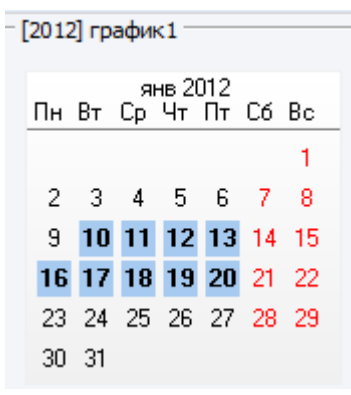 [2012] график1
янв 2012
Пн Вт Ср Чт Пт Сб Вс
1
2 3 4 5 6 7 8
9 10 11 12 13 14 15
16 17 18 19 20 21 22
23 24 25 26 27 28 29
30 31